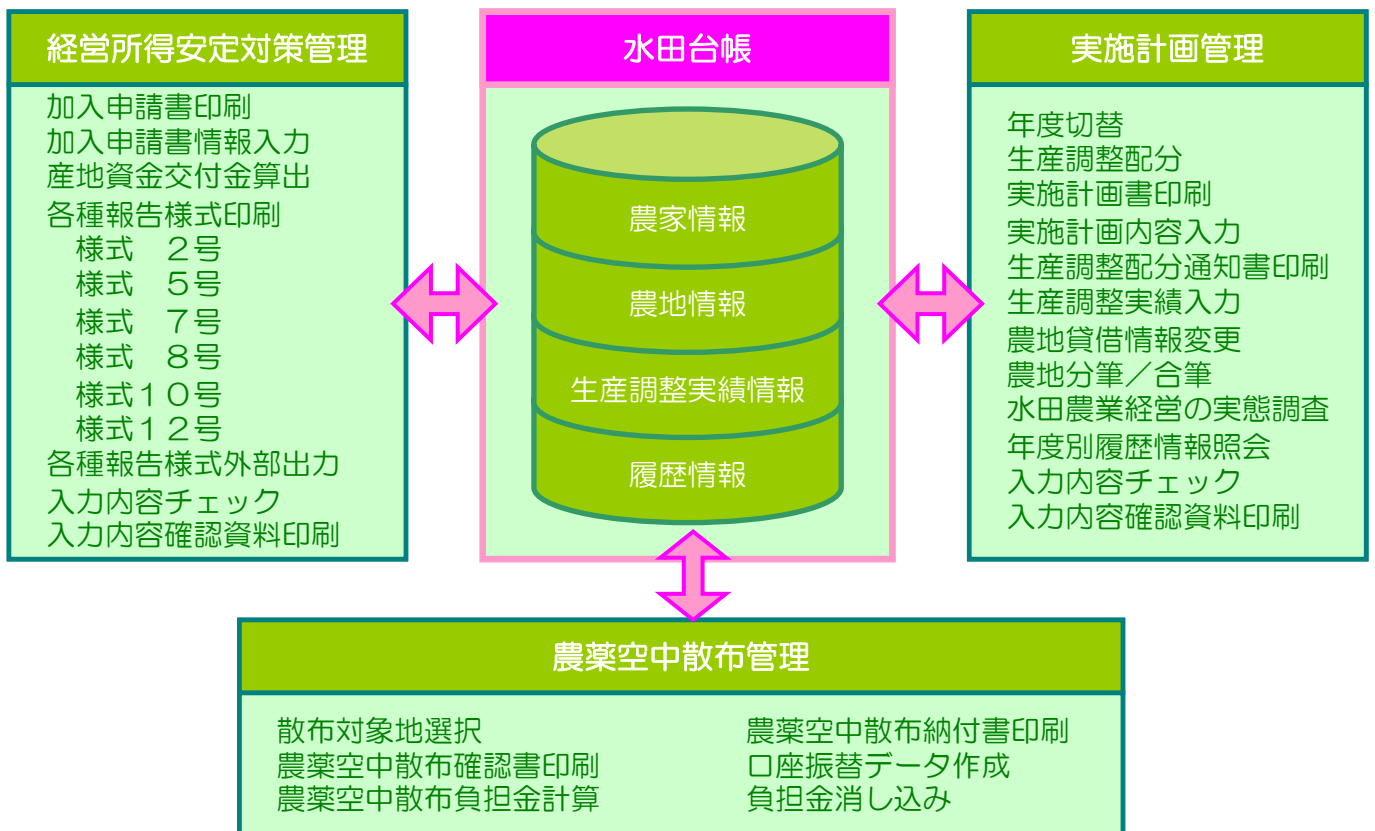 経営所得安定対策管理
加入申請書印刷
加入申請書情報入力
産地資金交付金算出
各種報告様式印刷
様式　２号
様式　５号
様式　７号
様式　８号
様式１０号
様式１２号
各種報告様式外部出力
入力内容チェック
入力内容確認資料印刷
水田台帳
農家情報
農地情報
生産調整実績情報
履歴情報
実施計画管理
年度切替
生産調整配分
実施計画書印刷
実施計画内容入力
生産調整配分通知書印刷
生産調整実績入力
農地貸借情報変更
農地分筆／合筆
水田農業経営の実態調査
年度別履歴情報照会
入力内容チェック
入力内容確認資料印刷
農薬空中散布管理
散布対象地選択
農薬空中散布確認書印刷
農薬空中散布負担金計算
農薬空中散布納付書印刷
口座振替データ作成
負担金消し込み